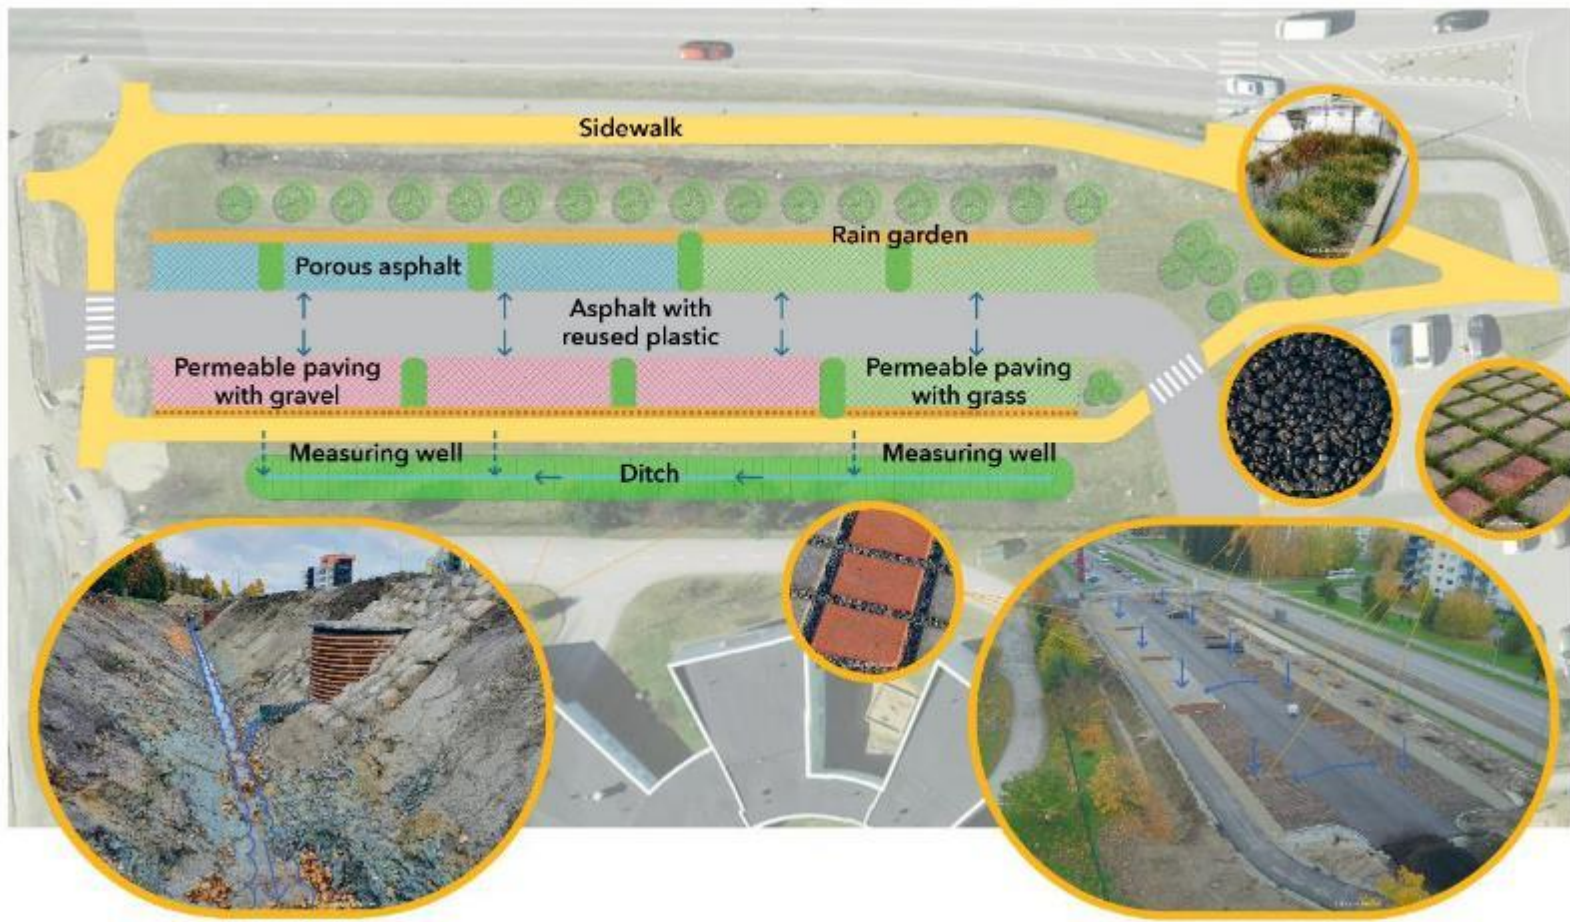 Sidewalk
Rain garden
Porous asphalt
Asphalt with
reused plastic
Permeable paving
with gravel
Permeable paving
with grass
Measuring well
Measuring well
Ditch